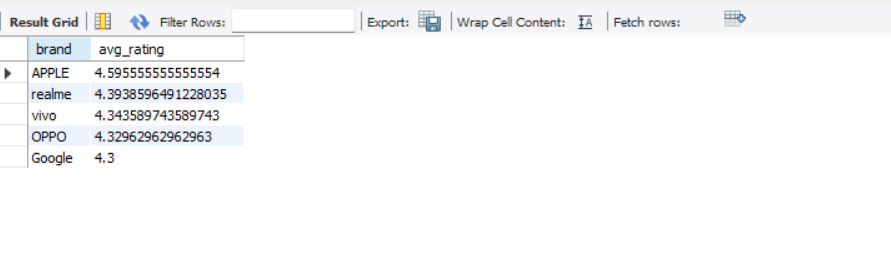 Result Grid Filter Rows: Export: Wrap Cell Content: IA Fetch rows:
brand avg_rating
APPLE 4.595555555555554
realme 4.3938596491228035
vivo 4.343589743589743
OPPO 4.32962962962963
Google 4.3